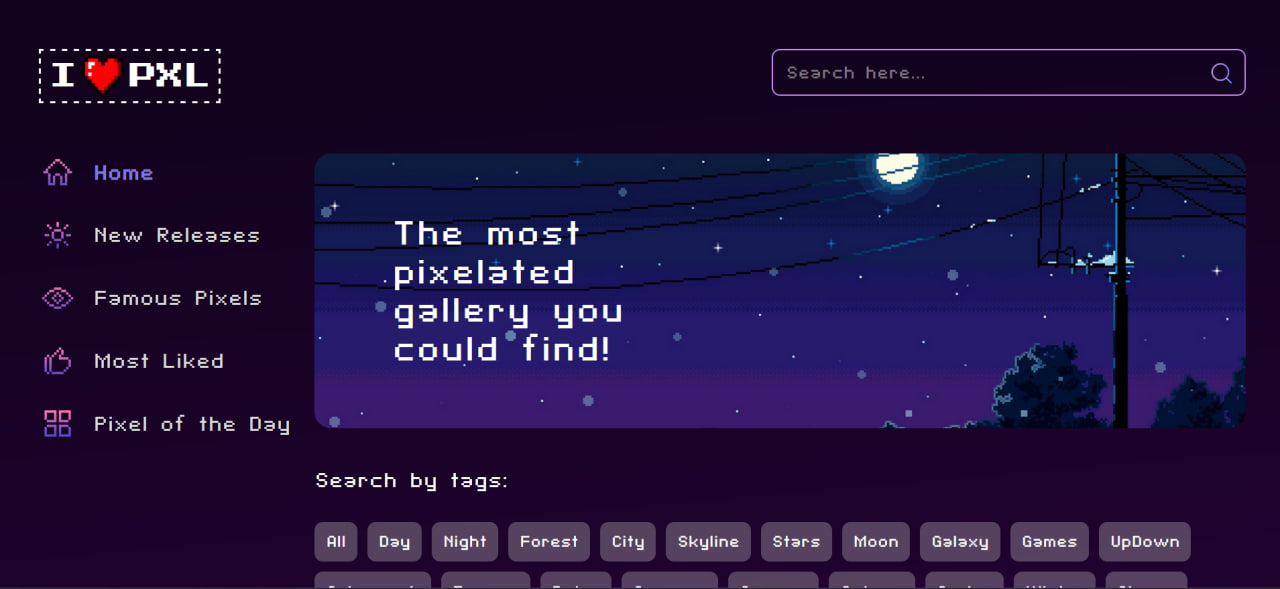 I ❤ PXL
Search here...
Home
New Releases
Famous Pixels
Most Liked
Pixel of the Day
The most
pixelated
gallery you
could find!
Search by tags:
All Day Night Forest City Skyline Stars Moon Galaxy Games UpDown